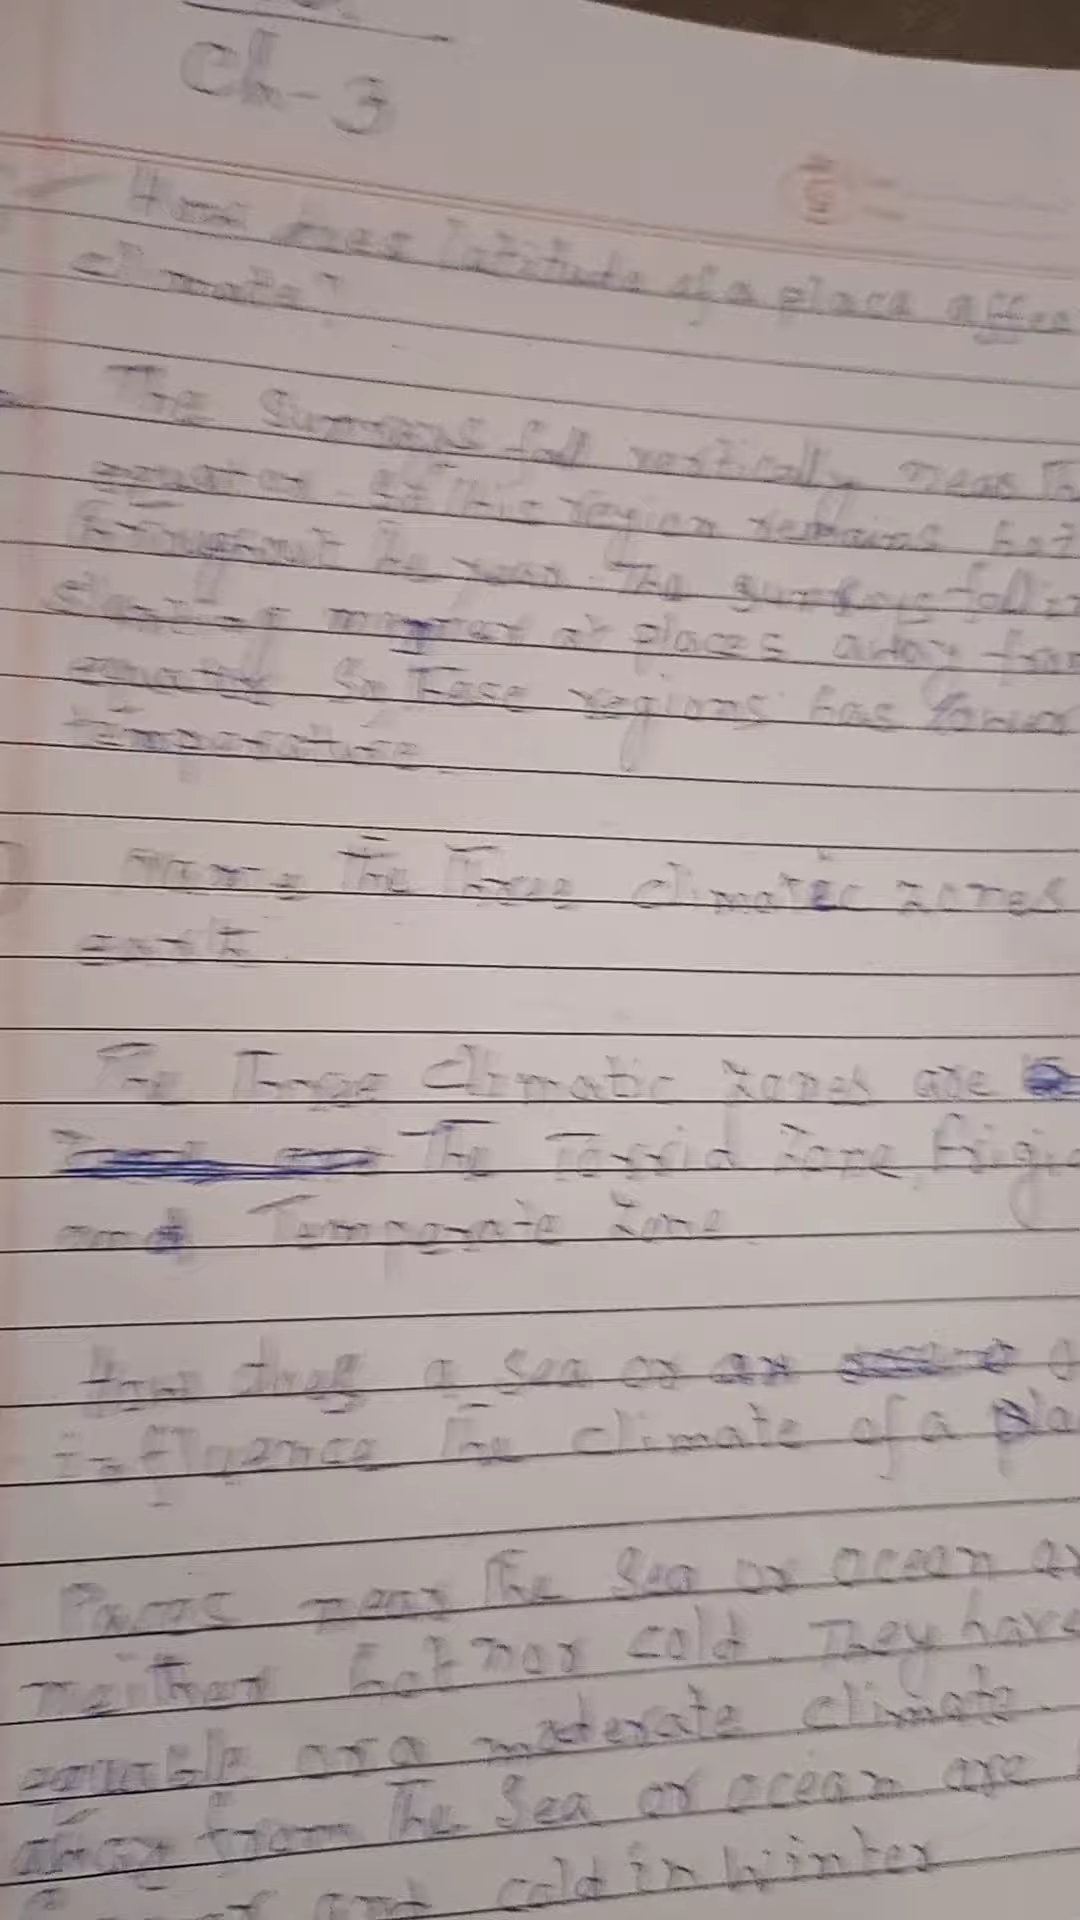 Ch-3
How does latitude of a place affec
climate?
The Sunrays fall vertically near the
equator. So this region remains hot
throughout the year. The sunrays fall in
slanting manner at places away from
equator. So these regions has lower
temperature.
Name the three climatic zones
earth
The three climatic zones are
The Torrid Zone, frigid
and Temperate Zone.
How does a sea or
influence the climate of a pla
Places near the Sea or ocean are
neither hot nor cold. They have
equable or a moderate climate.
away from the Sea or ocean are
and cold in Winter